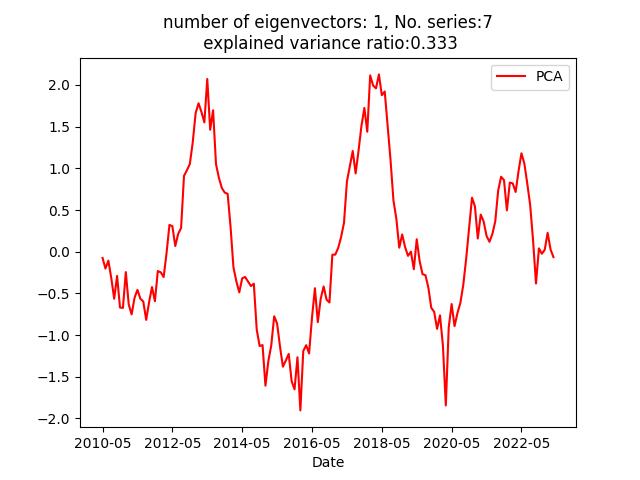 number of eigenvectors: 1, No. series:7
explained variance ratio:0.333
PCA
2.0
1.5
1.0
0.5
0.0
−0.5
−1.0
−1.5
−2.0
2010-05 2012-05 2014-05 2016-05 2018-05 2020-05 2022-05
Date